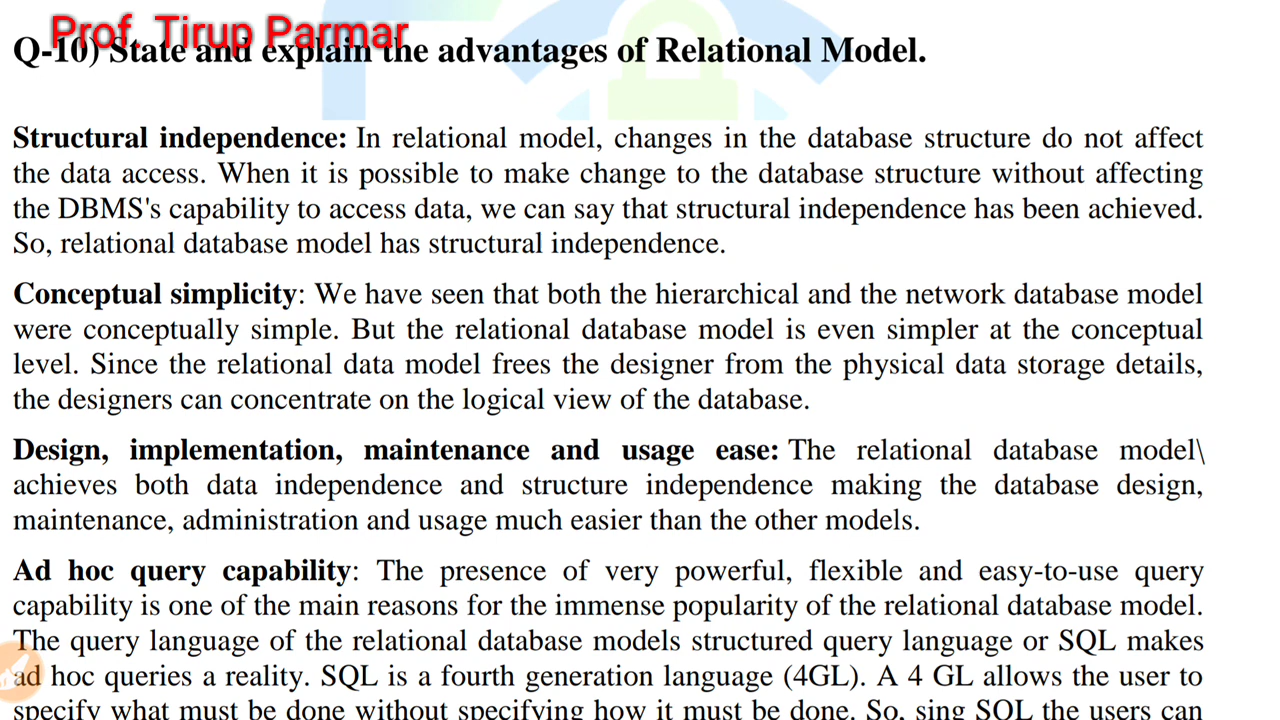 Prof. Tirup Parmar
Q-10) State and explain the advantages of Relational Model.
Structural independence: In relational model, changes in the database structure do not affect
the data access. When it is possible to make change to the database structure without affecting
the DBMS's capability to access data, we can say that structural independence has been achieved.
So, relational database model has structural independence.
Conceptual simplicity: We have seen that both the hierarchical and the network database model
were conceptually simple. But the relational database model is even simpler at the conceptual
level. Since the relational data model frees the designer from the physical data storage details,
the designers can concentrate on the logical view of the database.
Design, implementation, maintenance and usage ease: The relational database model\
achieves both data independence and structure independence making the database design,
maintenance, administration and usage much easier than the other models.
Ad hoc query capability: The presence of very powerful, flexible and easy-to-use query
capability is one of the main reasons for the immense popularity of the relational database model.
The query language of the relational database models structured query language or SQL makes
ad hoc queries a reality. SQL is a fourth generation language (4GL). A 4 GL allows the user to
specify what must be done without specifying how it must be done. So, sing SQL the users can